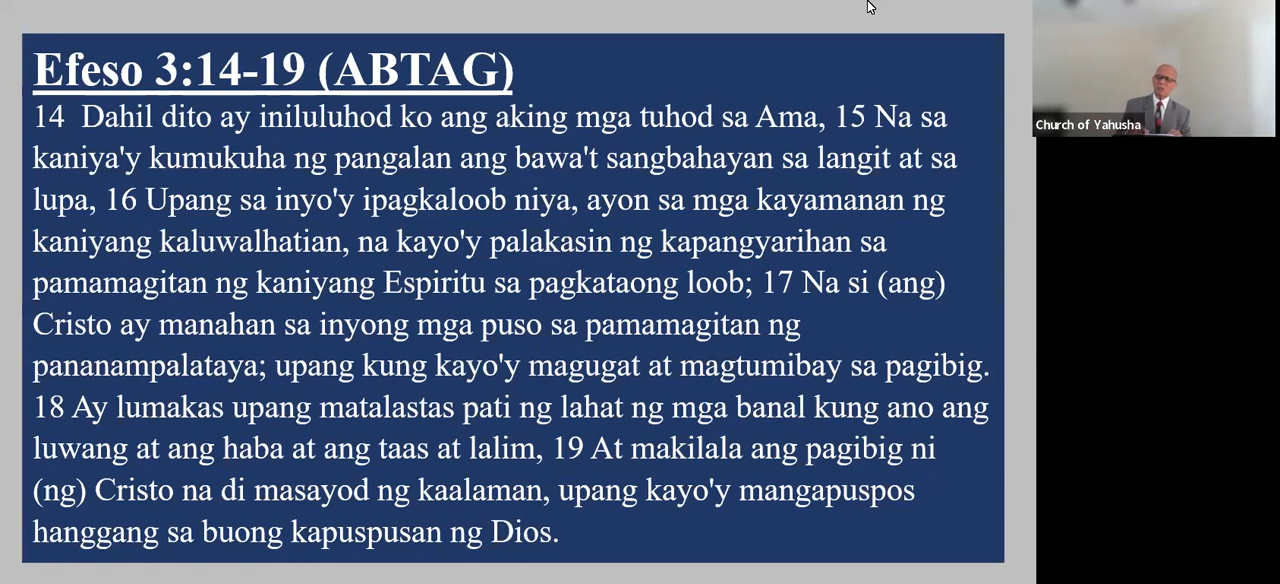 Efeso 3:14-19 (ABTAG)
14 Dahil dito ay iniluluhod ko ang aking mga tuhod sa Ama, 15 Na sa
kaniya'y kumukuha ng pangalan ang bawa't sangbahayan sa langit at sa
lupa, 16 Upang sa inyo'y ipagkaloob niya, ayon sa mga kayamanan ng
kaniyang kaluwalhatian, na kayo'y palakasin ng kapangyarihan sa
pamamagitan ng kaniyang Espiritu sa pagkataong loob; 17 Na si (ang)
Cristo ay manahan sa inyong mga puso sa pamamagitan ng
pananampalataya; upang kung kayo'y magugat at magtumibay sa pagibig.
18 Ay lumakas upang matalastas pati ng lahat ng mga banal kung ano ang
luwang at ang haba at ang taas at lalim, 19 At makilala ang pagibig ni
(ng) Cristo na di masayod ng kaalaman, upang kayo'y mangapuspos
hanggang sa buong kapuspusan ng Dios.
Church of Yahusha